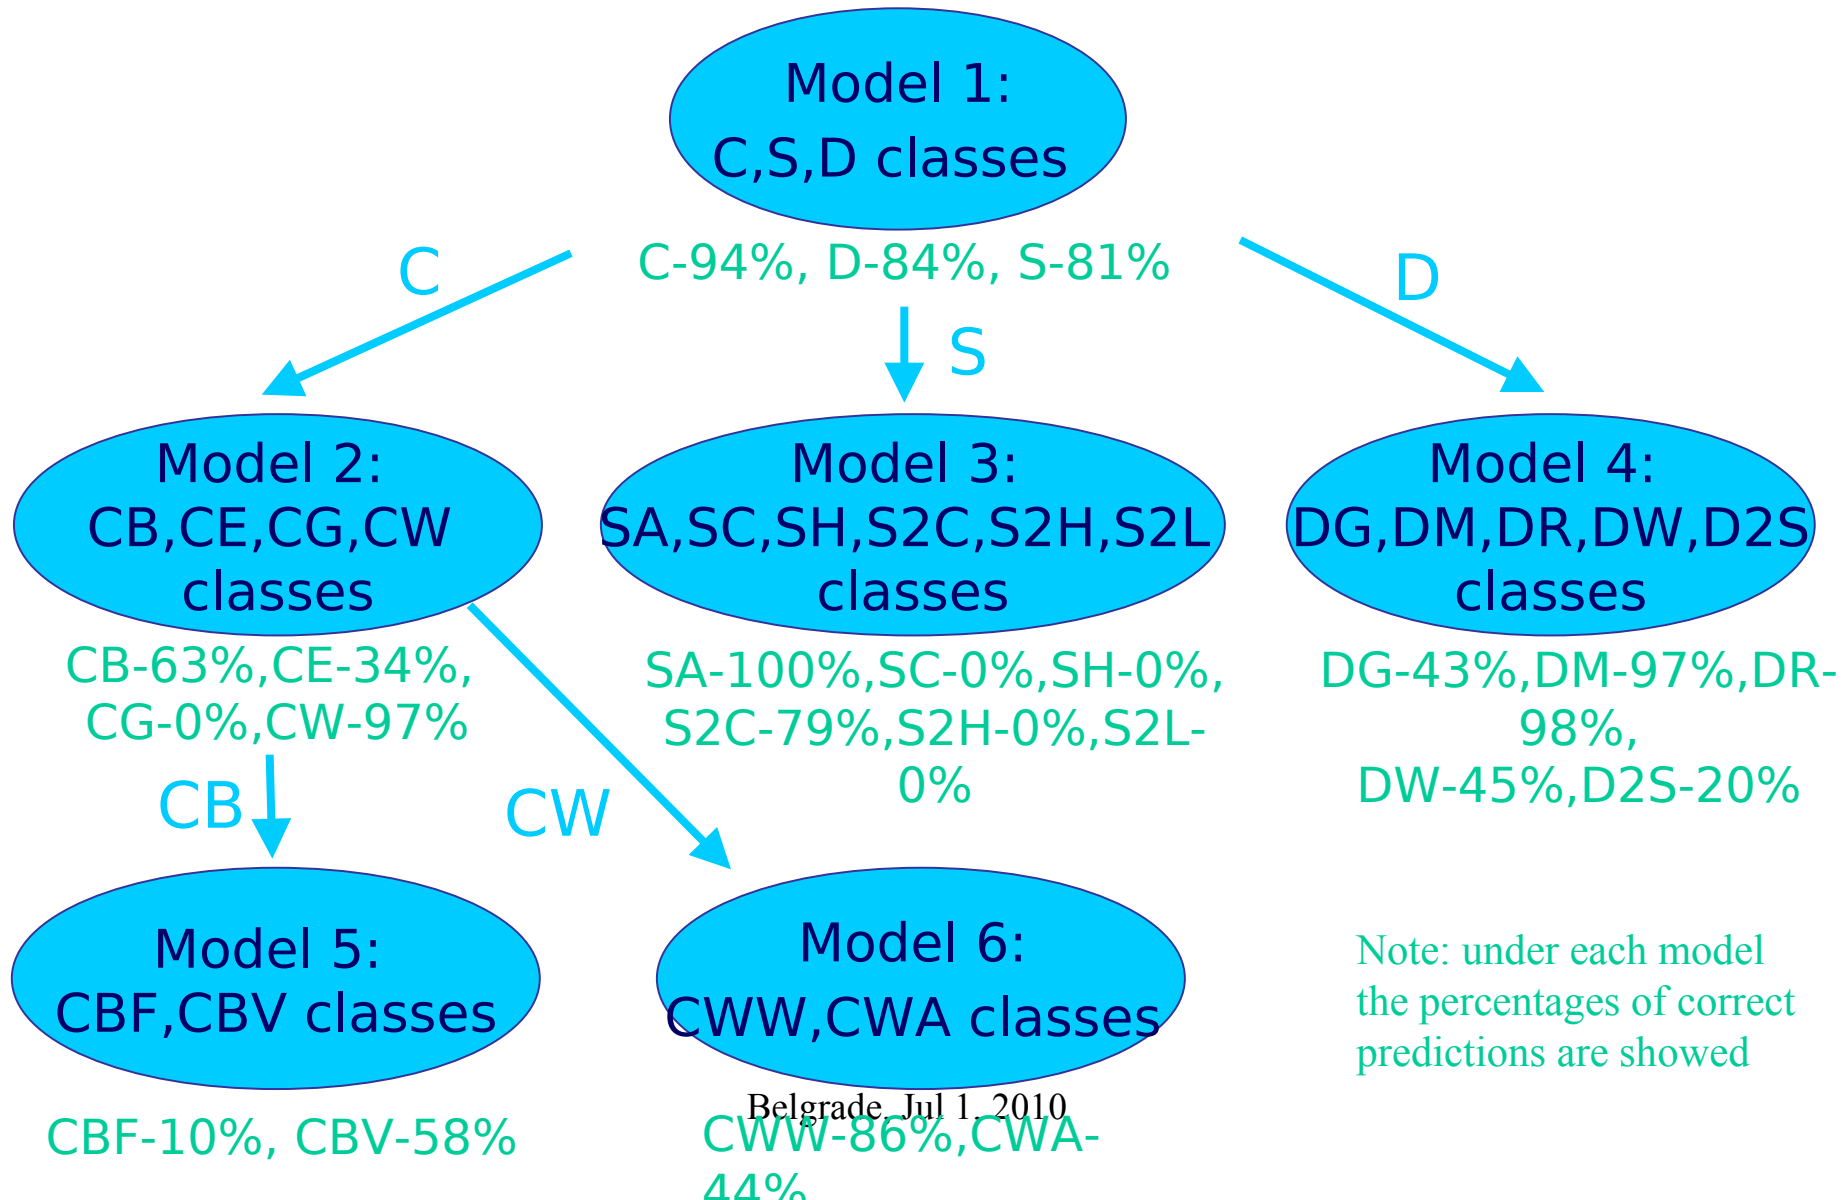 Model 1:
C,S,D classes
C-94%, D-84%, S-81%
C
S
D
Model 2:
CB,CE,CG,CW
classes
CB-63%,CE-34%,
CG-0%,CW-97%
Model 3:
SA,SC,SH,S2C,S2H,S2L
classes
SA-100%,SC-0%,SH-0%,
S2C-79%,S2H-0%,S2L-
0%
Model 4:
DG,DM,DR,DW,D2S
classes
DG-43%,DM-97%,DR-
98%,
DW-45%,D2S-20%
CB
CW
Model 5:
CBF,CBV classes
CBF-10%, CBV-58%
Model 6:
CWW,CWA classes
Belgrade, Jul 1, 2010
CWW-86%,CWA-
44%
Note: under each model
the percentages of correct
predictions are showed